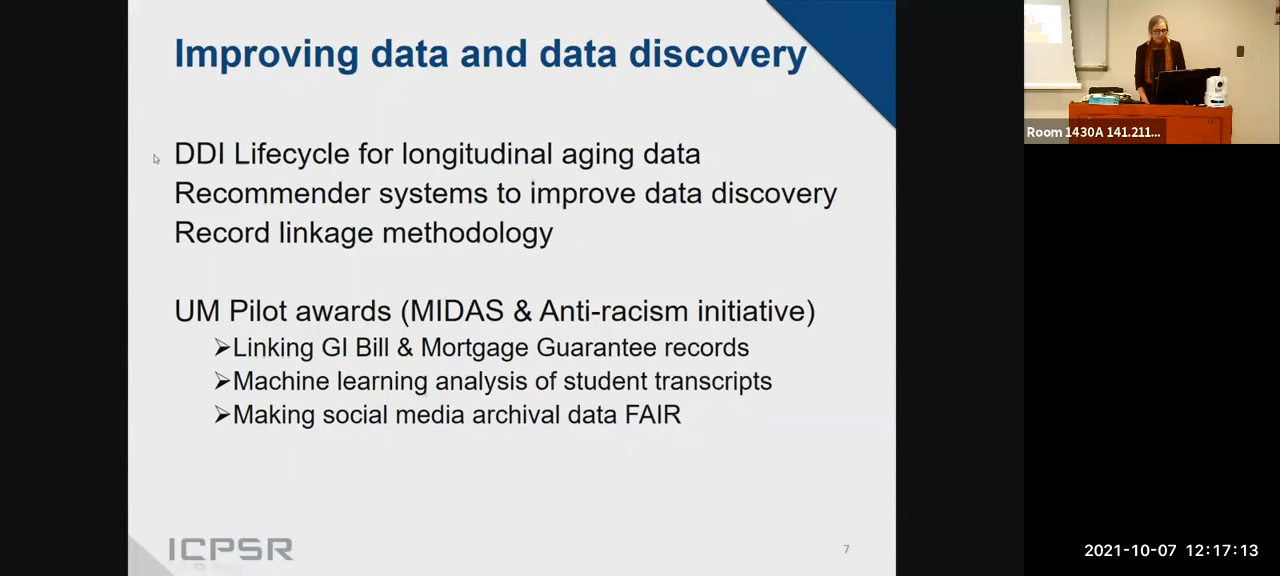 Improving data and data discovery
DDI Lifecycle for longitudinal aging data
Recommender systems to improve data discovery
Record linkage methodology
UM Pilot awards (MIDAS & Anti-racism initiative)
➢Linking GI Bill & Mortgage Guarantee records
➢Machine learning analysis of student transcripts
➢Making social media archival data FAIR
ICPSR
7
Room 1430A 141.211...
2021-10-07 12:17:13